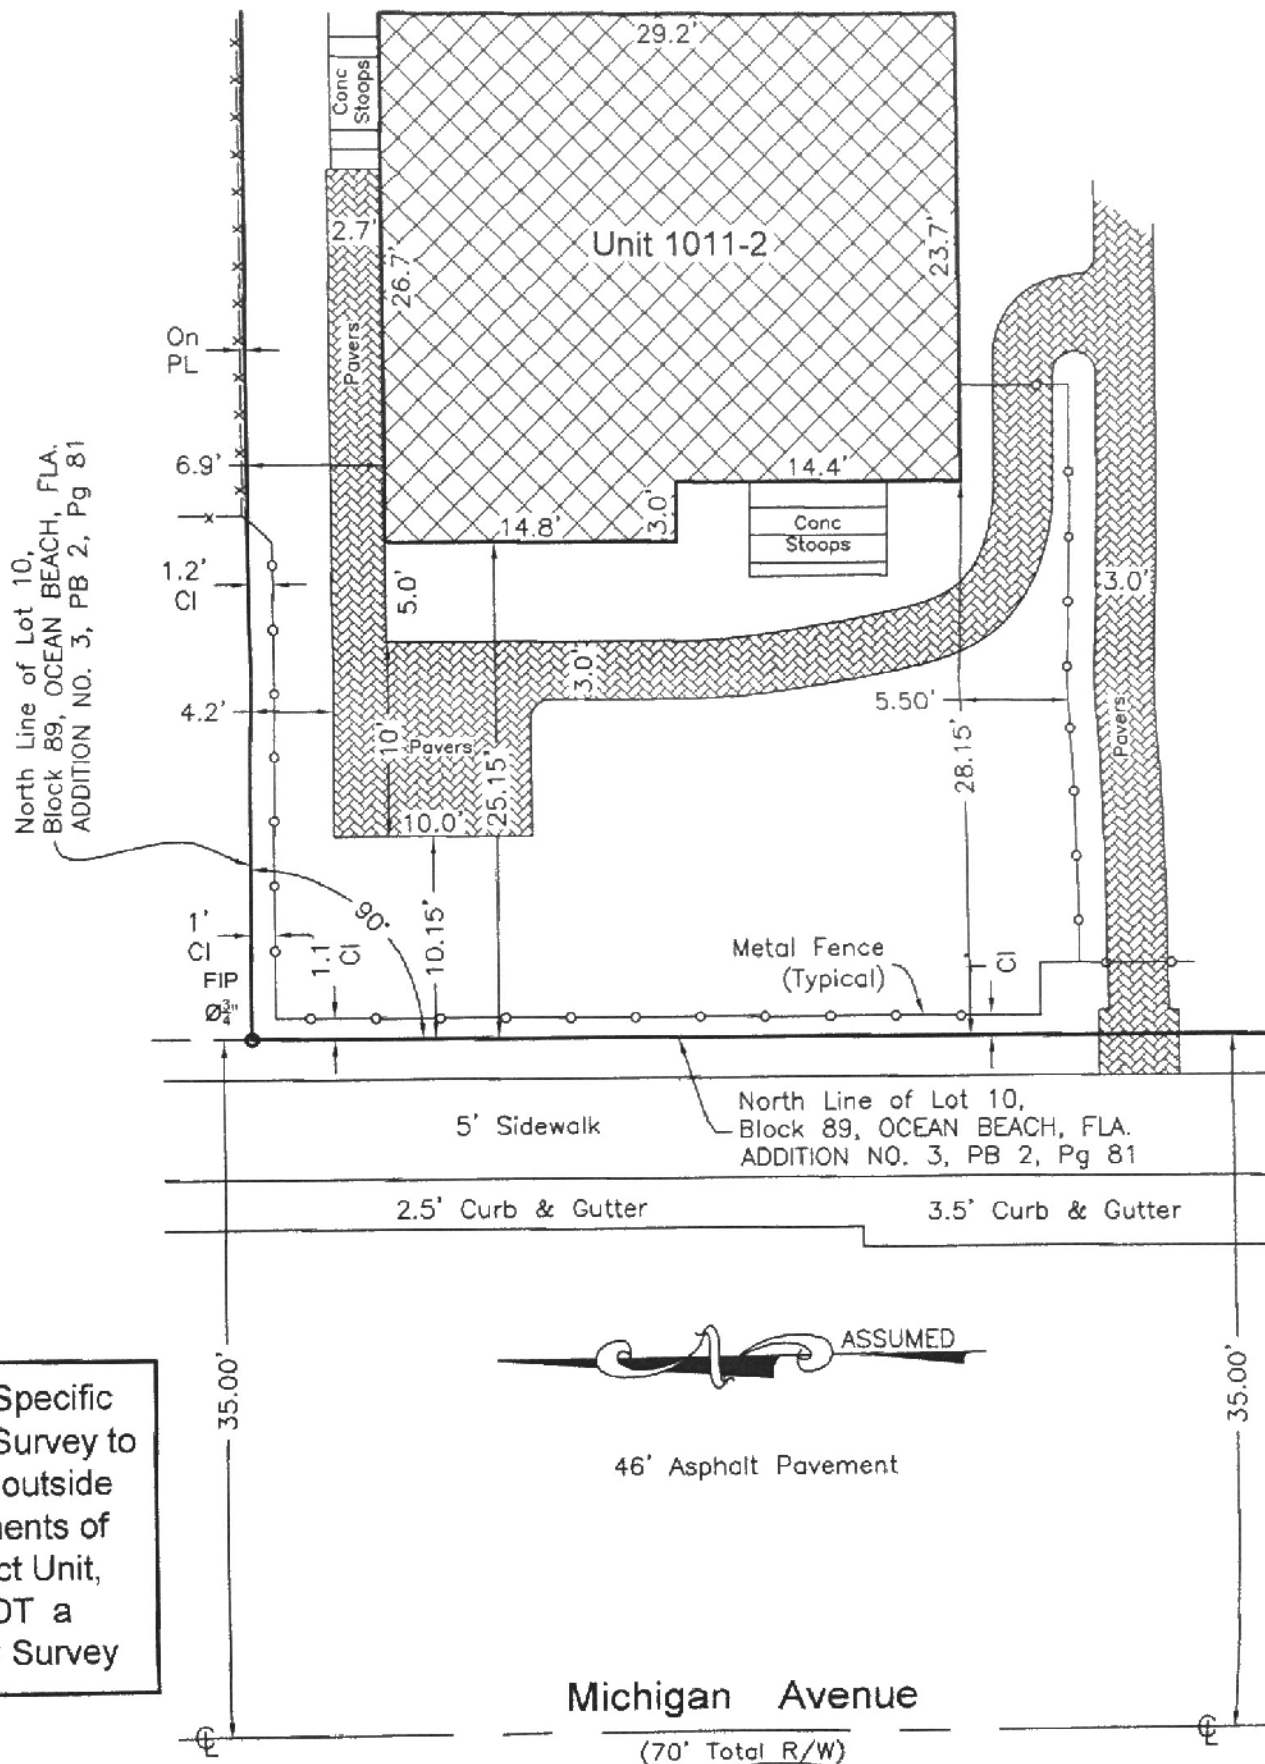 29.2'
Conc
Stoops
2.7'
Unit 1011-2
26.7'
23.7'
Pavers
On
PL
6.9'
14.4'
14.8'
3.0'
Conc
Stoops
1.2'
CI
5.0'
3.0'
North Line of Lot 10,
Block 89, OCEAN BEACH, FLA.
ADDITION NO. 3, PB 2, Pg 81
3.0'
4.2'
5.50'
10'
Pavers
25.15'
28.15'
Pavers
10.0'
90°
1'
CI
1.1
CI
10.15'
Metal Fence
(Typical)
1'
CI
FIP
Ø3/4"
5' Sidewalk
North Line of Lot 10,
Block 89, OCEAN BEACH, FLA.
ADDITION NO. 3, PB 2, Pg 81
2.5' Curb & Gutter
3.5' Curb & Gutter
ASSUMED
35.00'
35.00'
46' Asphalt Pavement
Specific
Survey to
outside
ments of
ct Unit,
OT a
Survey
Michigan Avenue
(70' Total R/W)